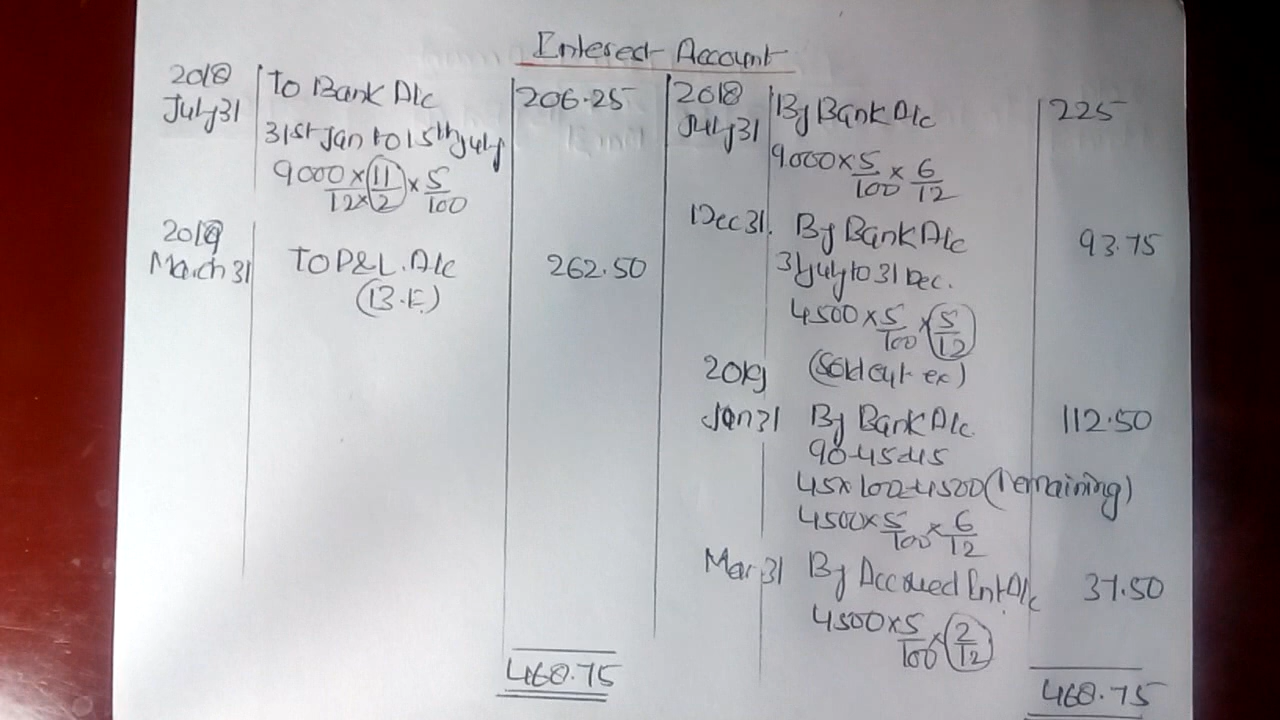 Interest Account
2018
July 31
To Bank A/c
31st Jan to 15th July
9000 × 11/12×2 × 5/100
206.25
2019
March 31
To P&L. A/c
(B.F)
262.50
468.75
2018
July 31
By Bank A/c
9000 × 5/100 × 6/12
225
Dec 31.
By Bank A/c
31 July to 31 Dec.
4500 × 5/100 × 5/12
(Sold cut ex)
93.75
2019
Jan 31
By Bank A/c.
90-45=45
45×100=4500 (remaining)
4500 × 5/100 × 6/12
112.50
Mar 31
By Accrued Int A/c
4500 × 5/100 × 2/12
37.50
468.75